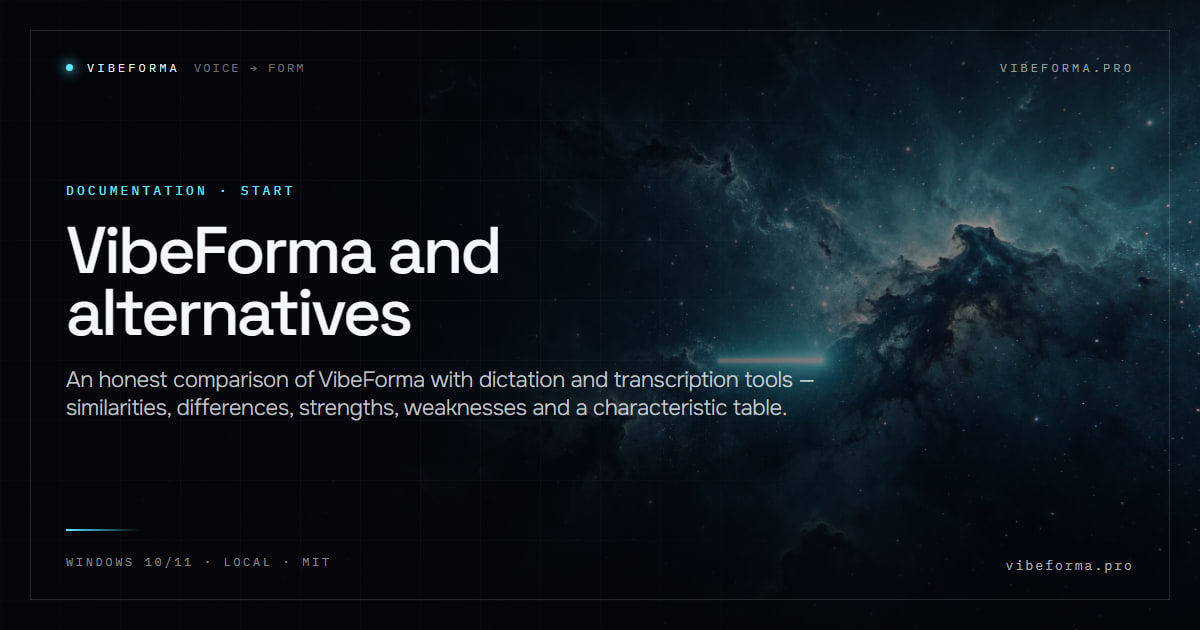 VIBEFORMA VOICE → FORM
VIBEFORMA.PRO
DOCUMENTATION · START
VibeForma and
alternatives
An honest comparison of VibeForma with dictation and transcription tools —
similarities, differences, strengths, weaknesses and a characteristic table.
WINDOWS 10/11 · LOCAL · MIT
vibeforma.pro